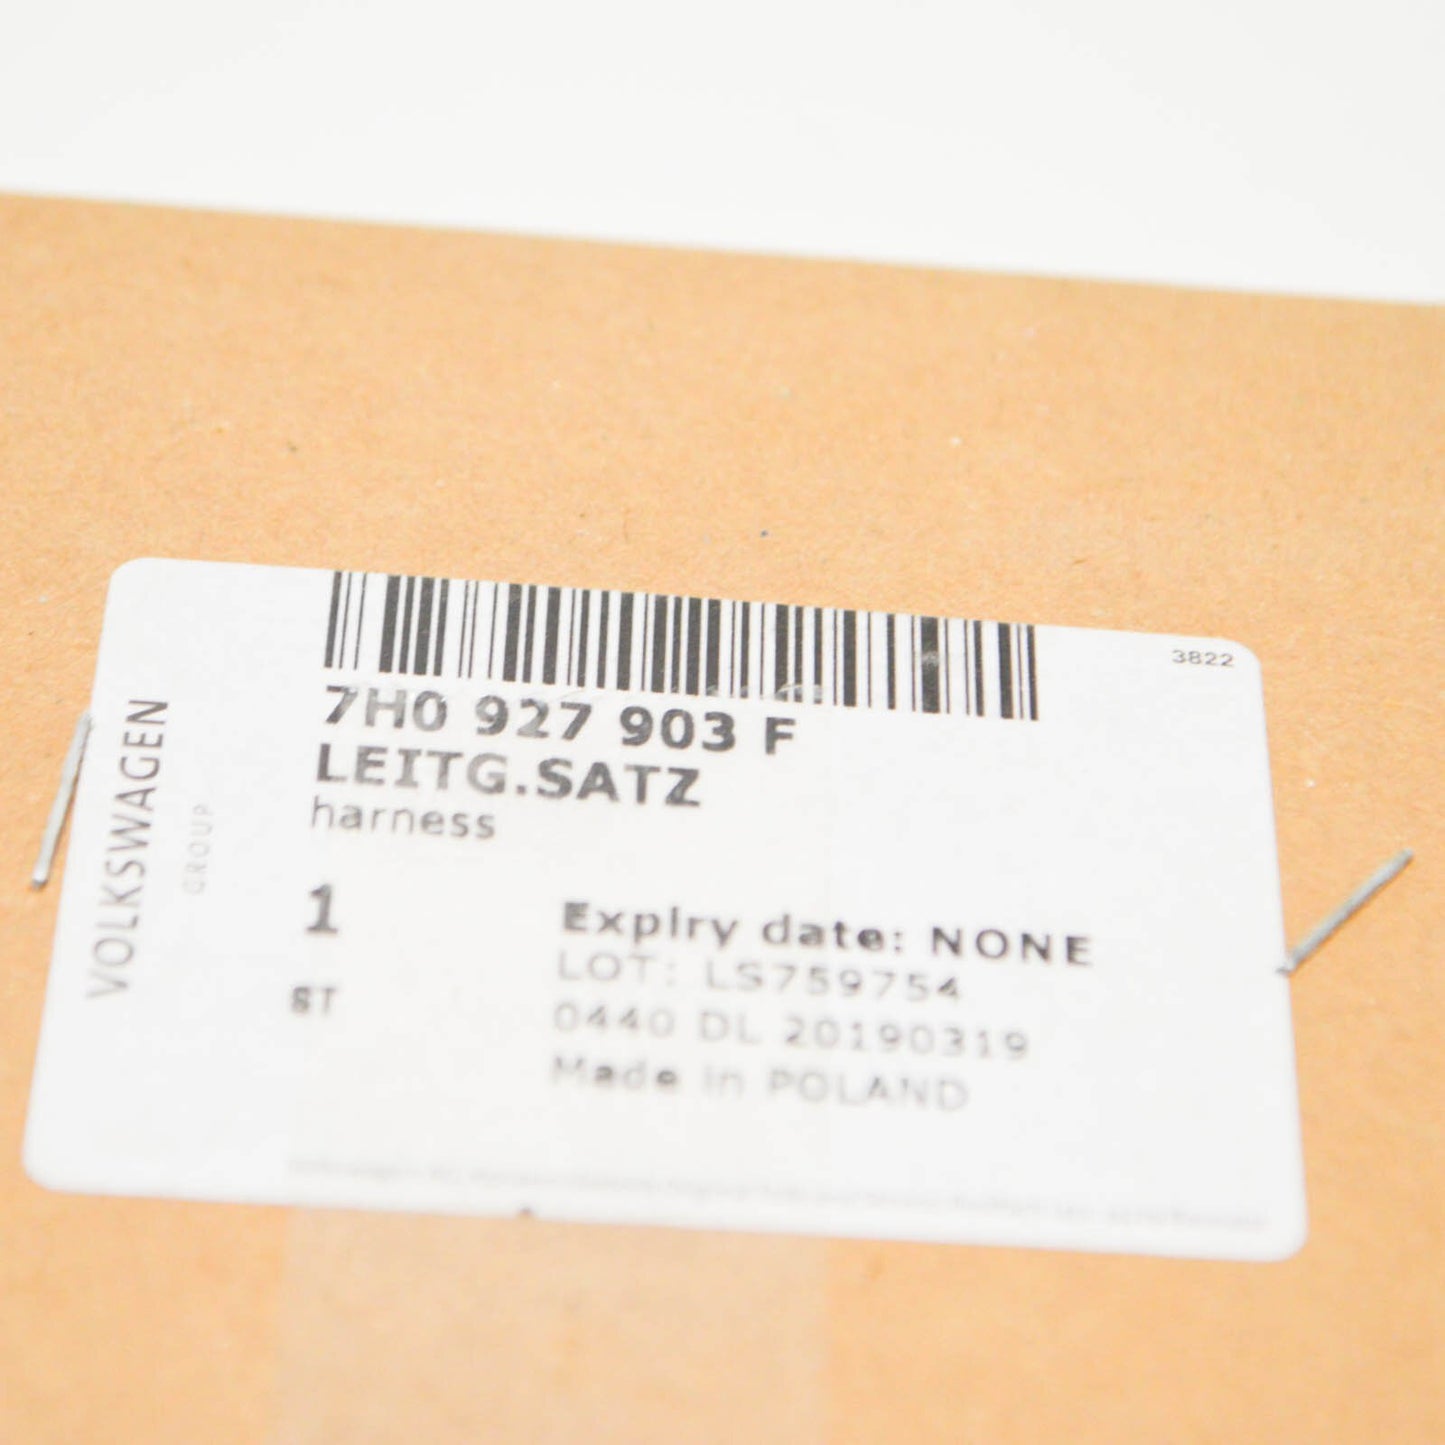 3822
7H0 927 903 F
LEITG.SATZ
harness
VOLKSWAGEN
GROUP
1
ST
Expiry date: NONE
LOT: LS759754
0440 DL 20190319
Made in POLAND